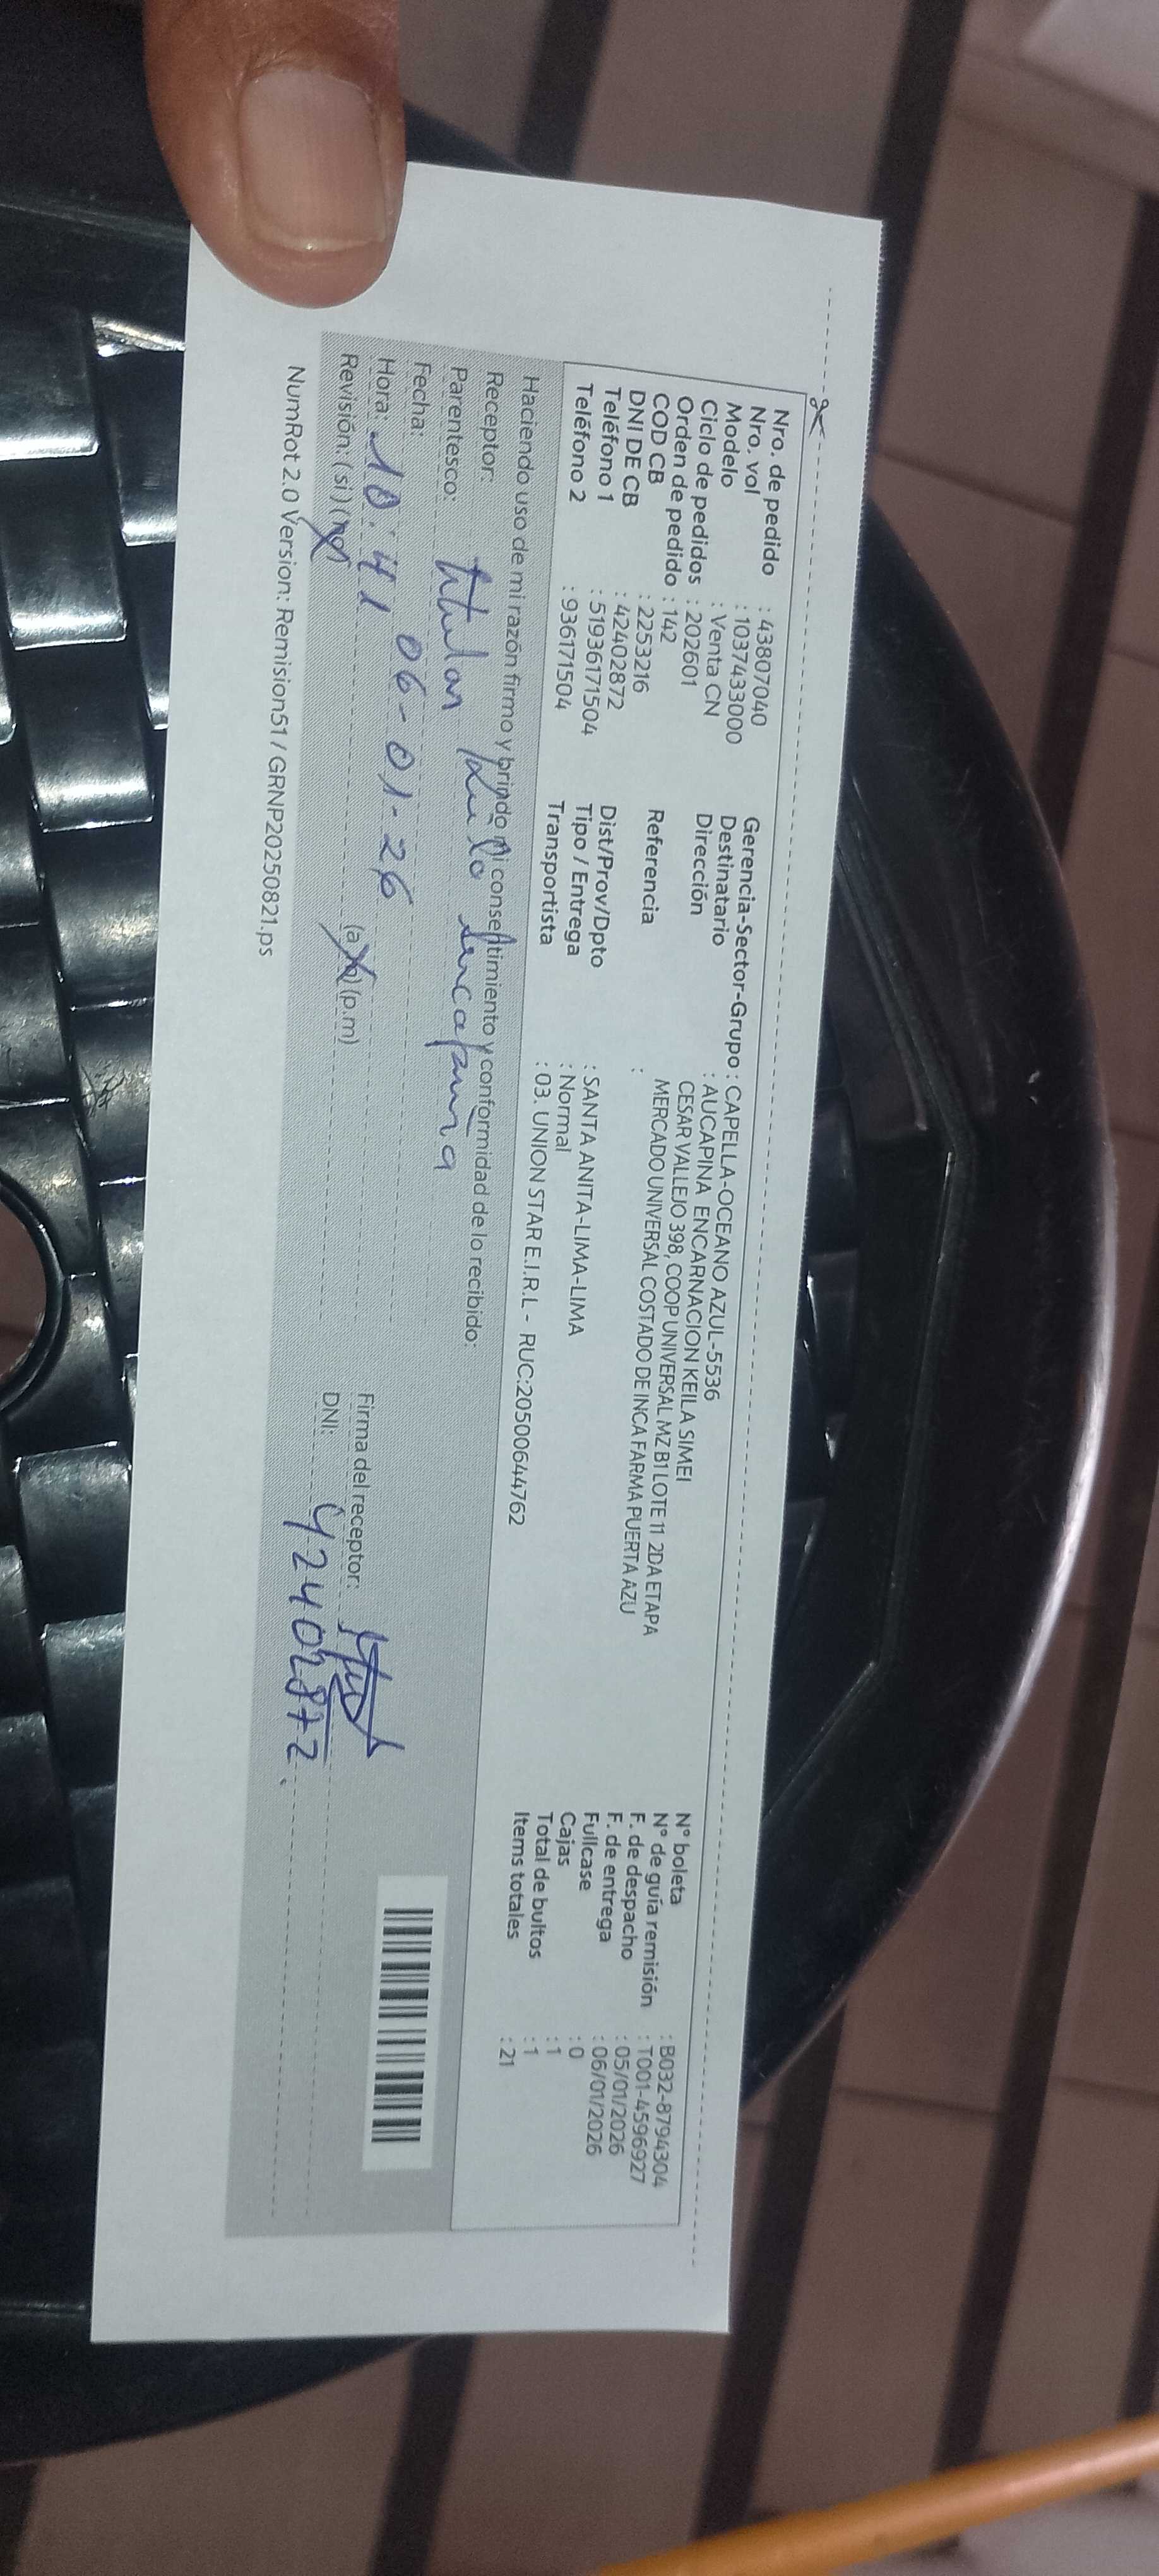 Nro. de pedido : 43807040
Nro. vol : 1037433000
Modelo : Venta CN
Ciclo de pedidos : 202601
Orden de pedido : 142
COD CB : 2253216
DNI DE CB : 42402872
Teléfono 1 : 51936171504
Teléfono 2 : 936171504
Gerencia-Sector-Grupo : CAPELLA-OCEANO AZUL-5536
Destinatario : AUCAPINA ENCARNACION KEILA SIMEI
Dirección CESAR VALLEJO 398, COOP UNIVERSAL MZ B1 LOTE 11 2DA ETAPA
MERCADO UNIVERSAL COSTADO DE INCA FARMA PUERTA AZU
Referencia :
Dist/Prov/Dpto : SANTA ANITA-LIMA-LIMA
Tipo / Entrega : Normal
Transportista : 03. UNION STAR E.I.R.L - RUC:20500644762
N° boleta : B032-8794304
N° de guía remisión : T001-4596927
F. de despacho : 05/01/2026
F. de entrega : 06/01/2026
Fullcase : 0
Cajas : 1
Total de bultos : 1
Items totales : 21
Haciendo uso de mi razón firmo y brindo mi consentimiento y conformidad de lo recibido:
Receptor:
Parentesco: titular
Fecha: 06-01-26
Hora: 10:41 (a.m) (p.m)
Revisión: (si) (no)
Firma del receptor:
DNI: 42402872
NumRot 2.0 Version: Remision51 / GRNP20250821.ps